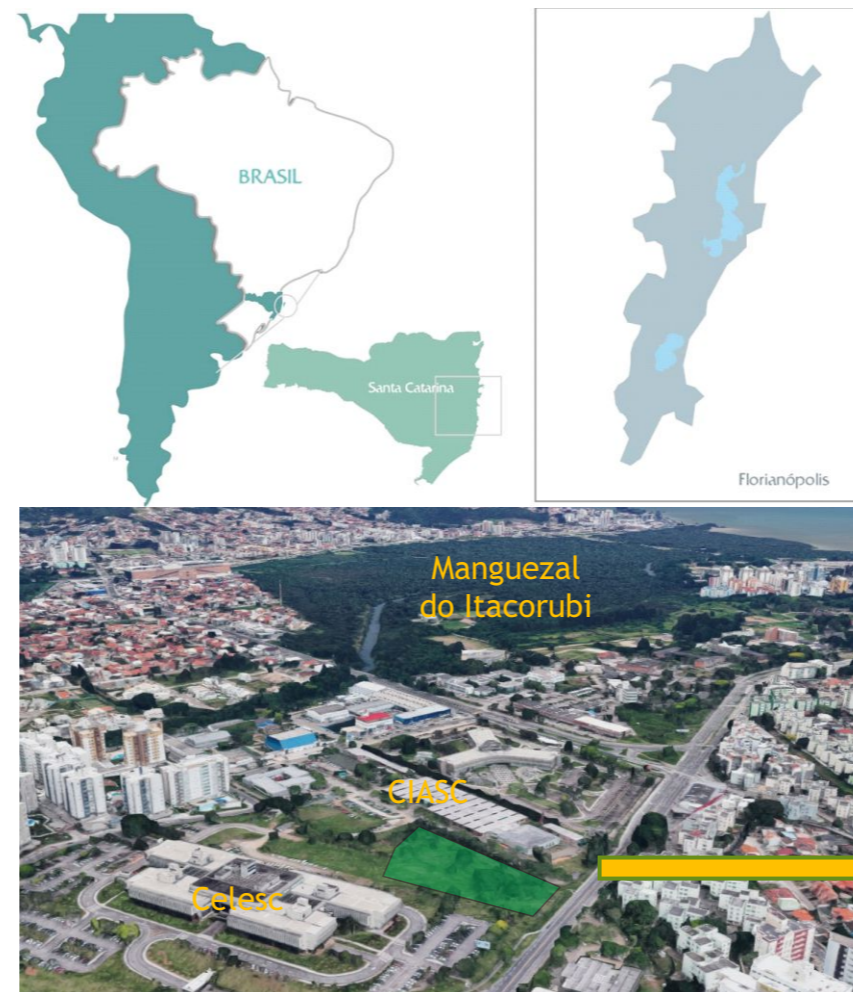 BRASIL
Santa Catarina
Florianópolis
Manguezal
do Itacorubi
CIASC
Celesc